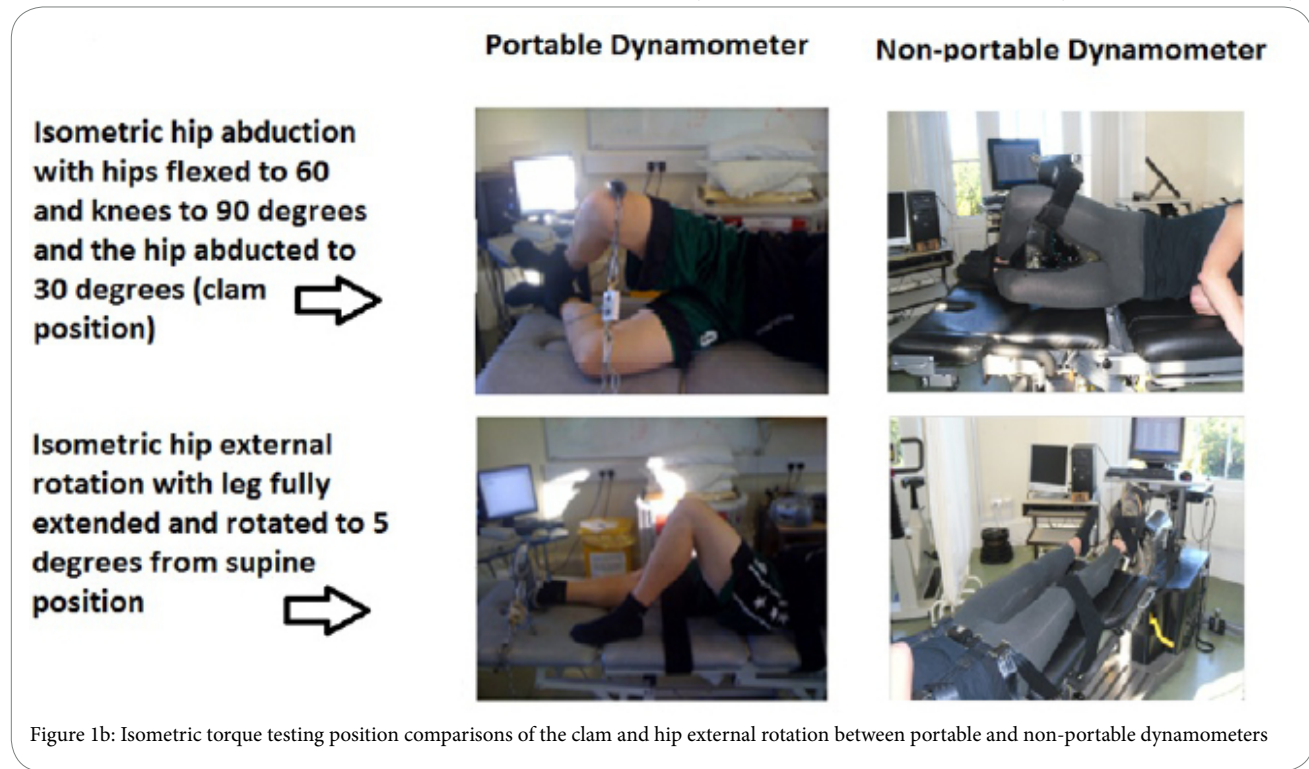 Portable Dynamometer
Non-portable Dynamometer
Isometric hip abduction
with hips flexed to 60
and knees to 90 degrees
and the hip abducted to
30 degrees (clam
position)
Isometric hip external
rotation with leg fully
extended and rotated to 5
degrees from supine
position
Figure 1b: Isometric torque testing position comparisons of the clam and hip external rotation between portable and non-portable dynamometers